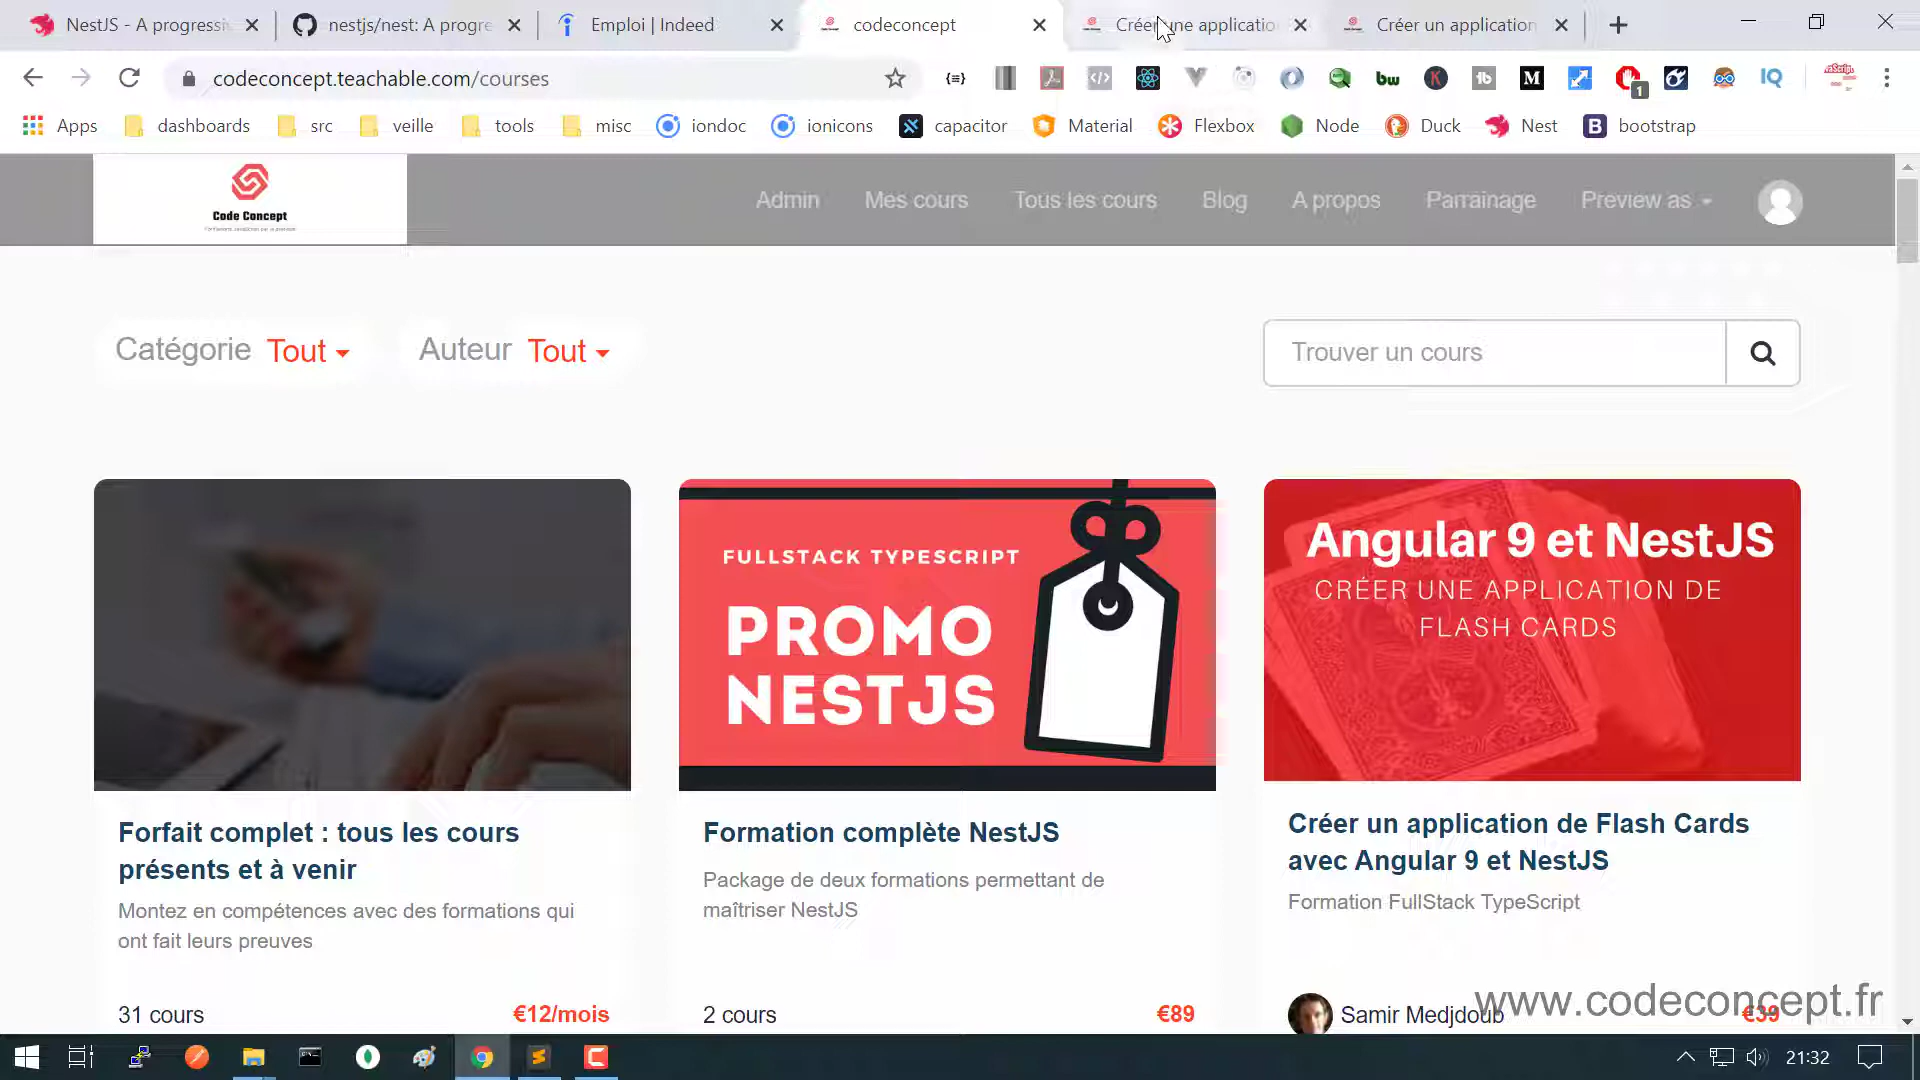 NestJS - A progressi
nestjs/nest: A progre
Emploi | Indeed
codeconcept
Créer une applicatio
Créer un application
codeconcept.teachable.com/courses
Apps
dashboards
src
veille
tools
misc
iondoc
ionicons
capacitor
Material
Flexbox
Node
Duck
Nest
bootstrap
Code Concept
Admin
Mes cours
Tous les cours
Blog
A propos
Parrainage
Preview as
Catégorie Tout
Auteur Tout
Trouver un cours
FULLSTACK TYPESCRIPT
PROMO
NESTJS
Angular 9 et NestJS
CRÉER UNE APPLICATION DE
FLASH CARDS
Forfait complet : tous les cours
présents et à venir
Montez en compétences avec des formations qui
ont fait leurs preuves
31 cours
€12/mois
Formation complète NestJS
Package de deux formations permettant de
maîtriser NestJS
2 cours
€89
Créer un application de Flash Cards
avec Angular 9 et NestJS
Formation FullStack TypeScript
Samir Medjdoub
€39
www.codeconcept.fr
21:32